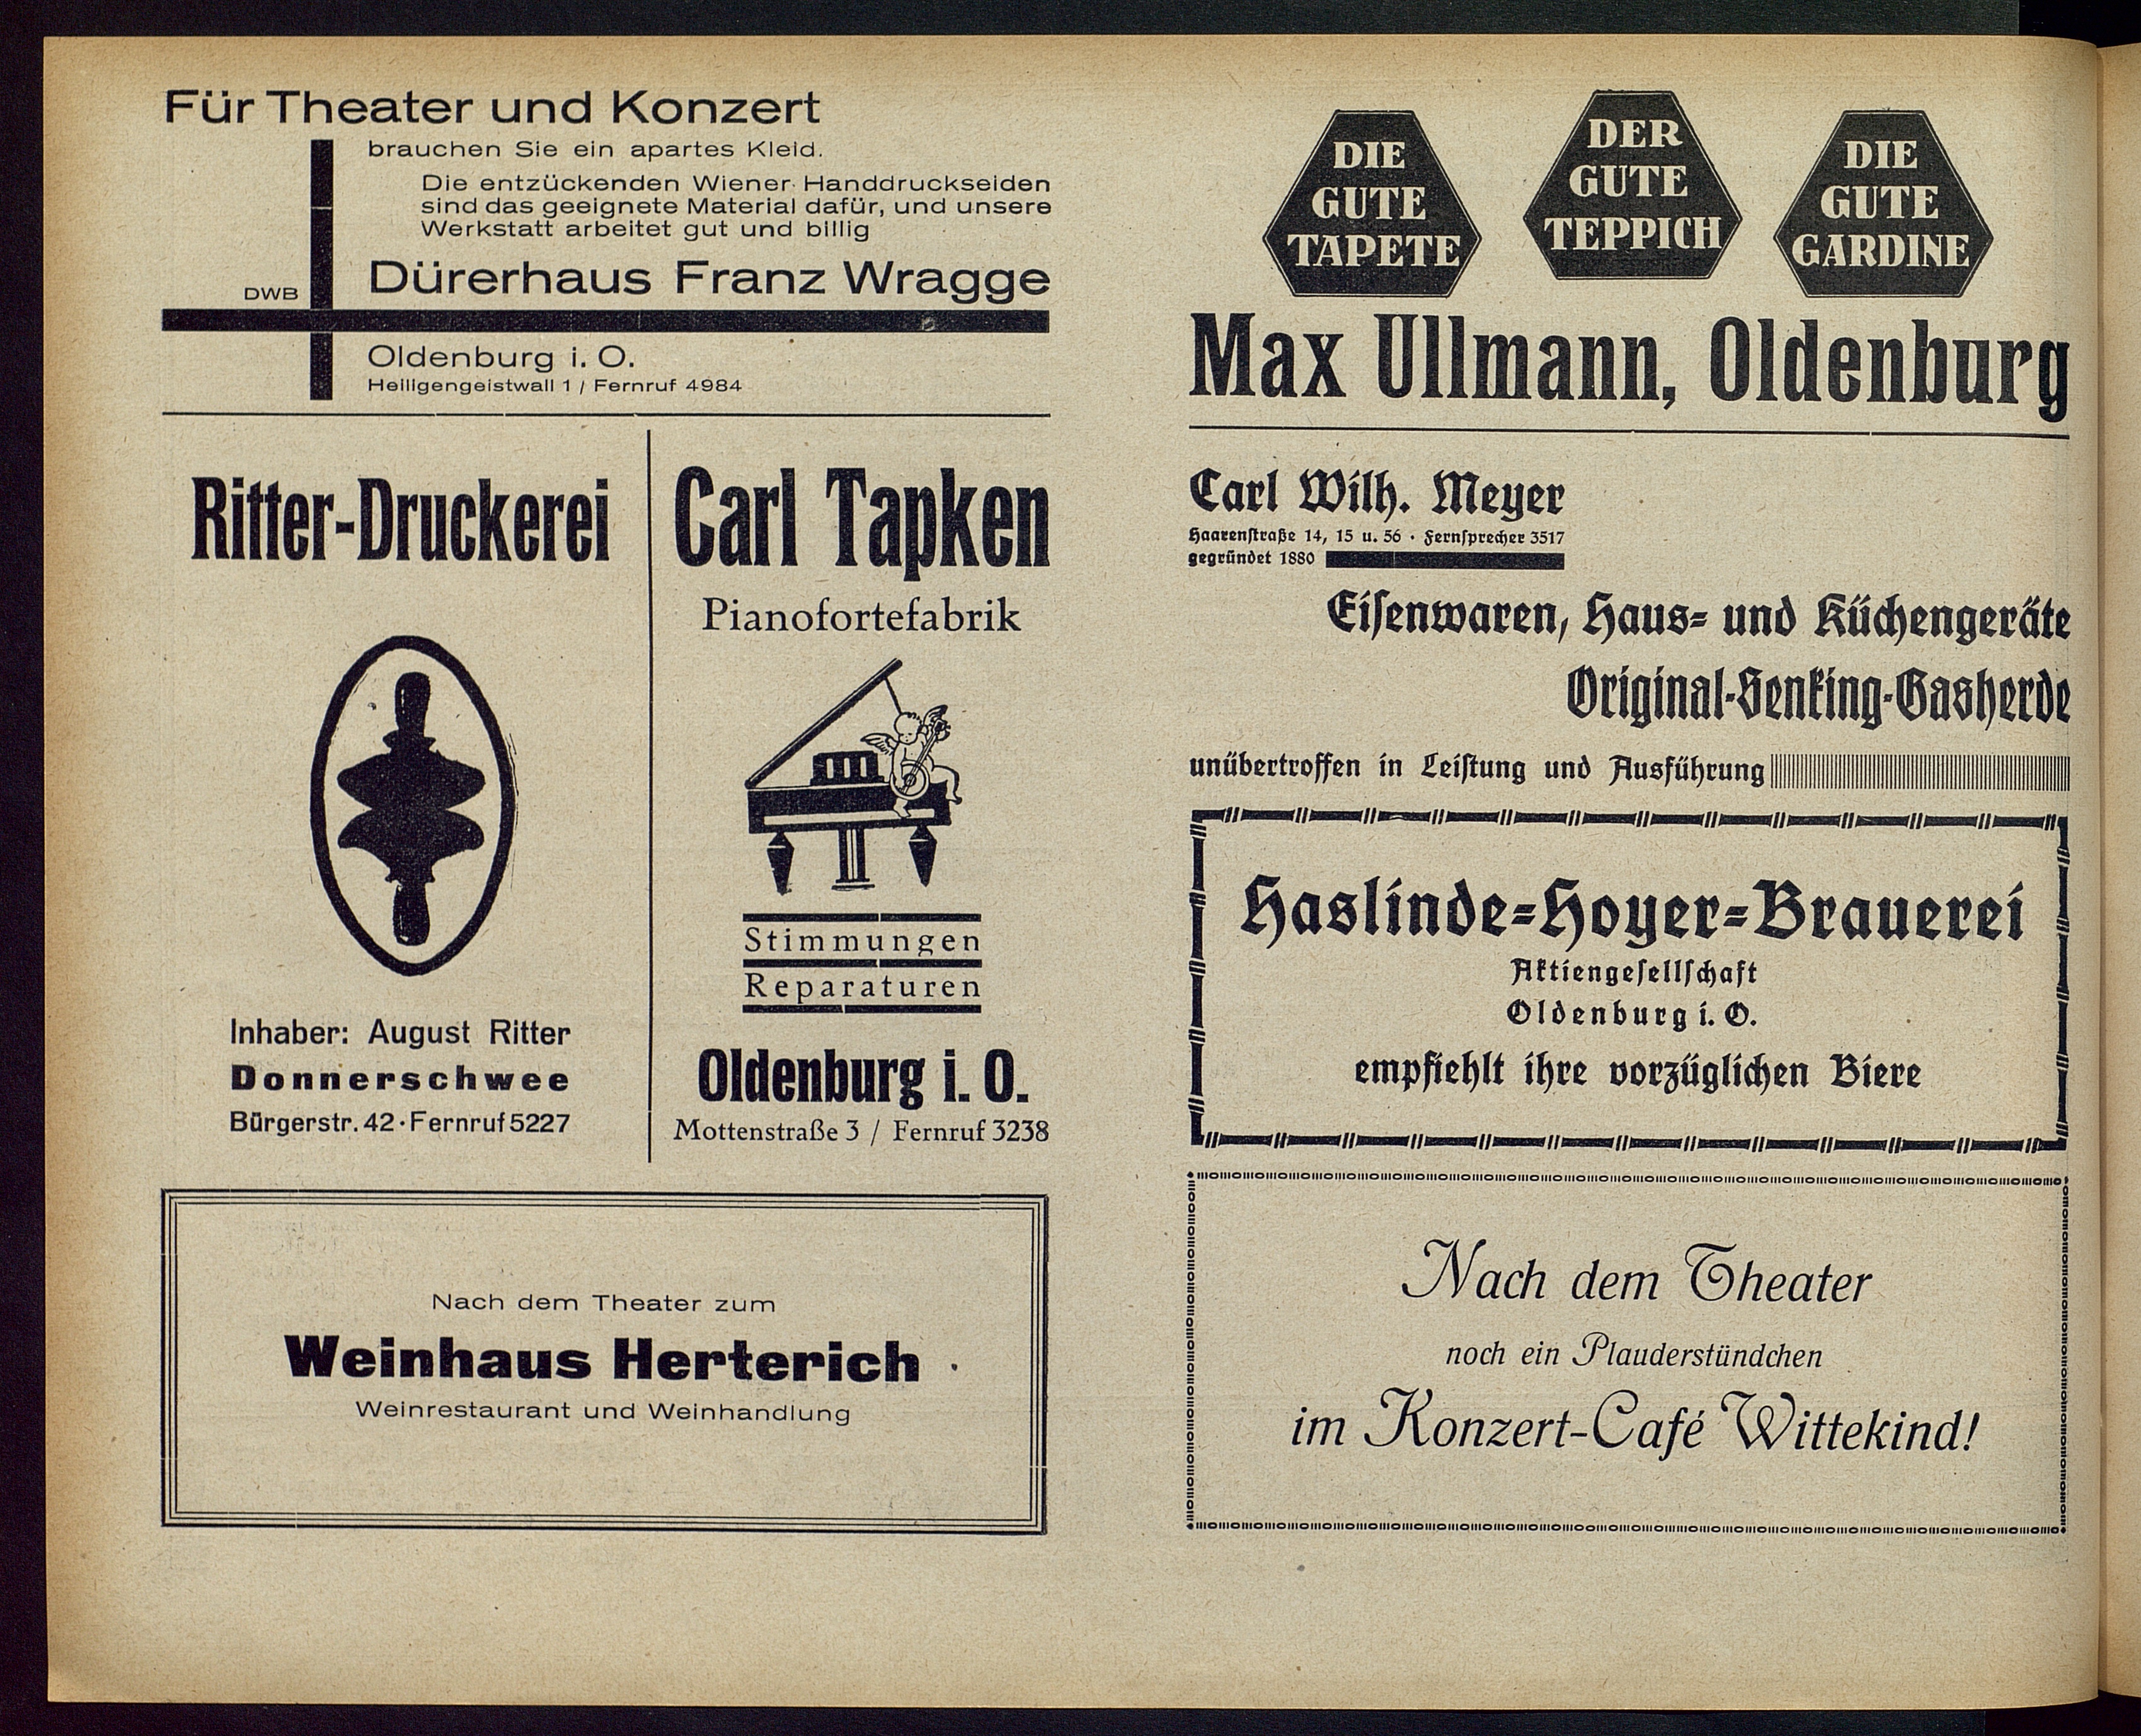 Für Theater und Konzert
brauchen Sie ein apartes Kleid.
Die entzückenden Wiener Handdruckseiden
sind das geeignete Material dafür, und unsere
Werkstatt arbeitet gut und billig
DWB
Dürerhaus Franz Wragge
Oldenburg i. O.
Heiligengeistwall 1 / Fernruf 4984
Ritter-Druckerei
Inhaber: August Ritter
Donnerschwee
Bürgerstr. 42 · Fernruf 5227
Carl Tapken
Pianofortefabrik
Stimmungen
Reparaturen
Oldenburg i. O.
Mottenstraße 3 / Fernruf 3238
Nach dem Theater zum
Weinhaus Herterich
Weinrestaurant und Weinhandlung
DIE
GUTE
TAPETE
DER
GUTE
TEPPICH
DIE
GUTE
GARDINE
Max Ullmann, Oldenburg
Carl Wilh. Meyer
Haarenſtraße 14, 15 u. 56 · Fernſprecher 3517
gegründet 1880
Eiſenwaren, Haus- und Küchengeräte
Original-Senking-Gasherde
unübertroffen in Leiſtung und Ausführung
Haslinde-Hoyer-Brauerei
Aktiengeſellſchaft
Oldenburg i. O.
empfiehlt ihre vorzüglichen Biere
Nach dem Theater
noch ein Plauderstündchen
im Konzert-Café Wittekind!